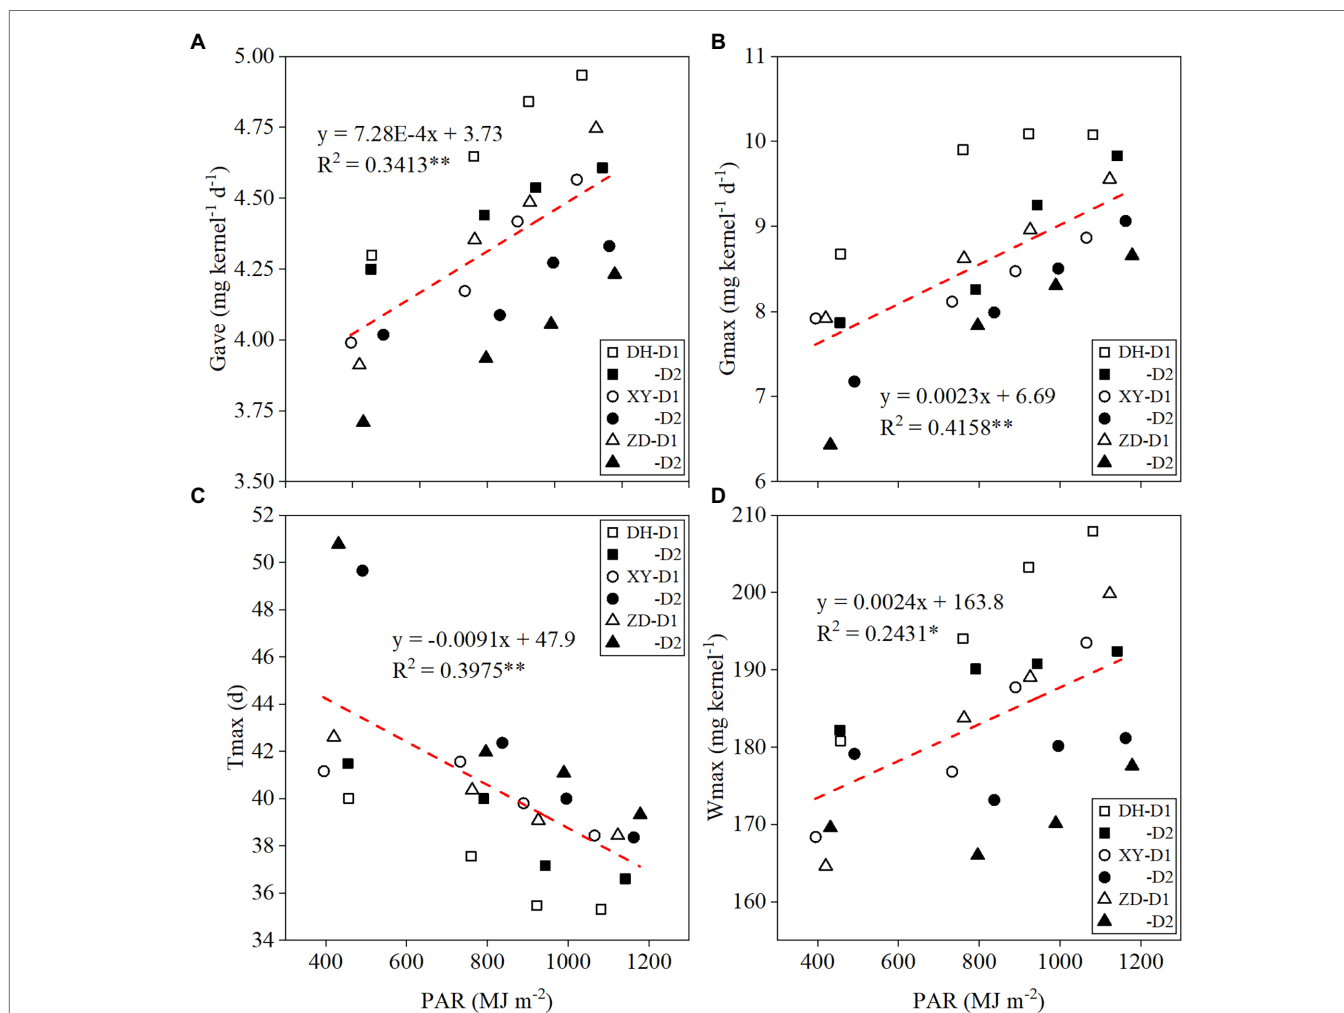 A
5.00
4.75
4.50
4.25
4.00
3.75
3.50
Gave (mg kernel⁻¹ d⁻¹)
y = 7.28E-4x + 3.73
R² = 0.3413**
DH-D1
-D2
XY-D1
-D2
ZD-D1
-D2
B
11
10
9
8
7
6
Gmax (mg kernel⁻¹ d⁻¹)
y = 0.0023x + 6.69
R² = 0.4158**
DH-D1
-D2
XY-D1
-D2
ZD-D1
-D2
C
52
50
48
46
44
42
40
38
36
34
Tmax (d)
y = -0.0091x + 47.9
R² = 0.3975**
DH-D1
-D2
XY-D1
-D2
ZD-D1
-D2
400 600 800 1000 1200
PAR (MJ m⁻²)
D
210
200
190
180
170
160
Wmax (mg kernel⁻¹)
y = 0.0024x + 163.8
R² = 0.2431*
DH-D1
-D2
XY-D1
-D2
ZD-D1
-D2
400 600 800 1000 1200
PAR (MJ m⁻²)